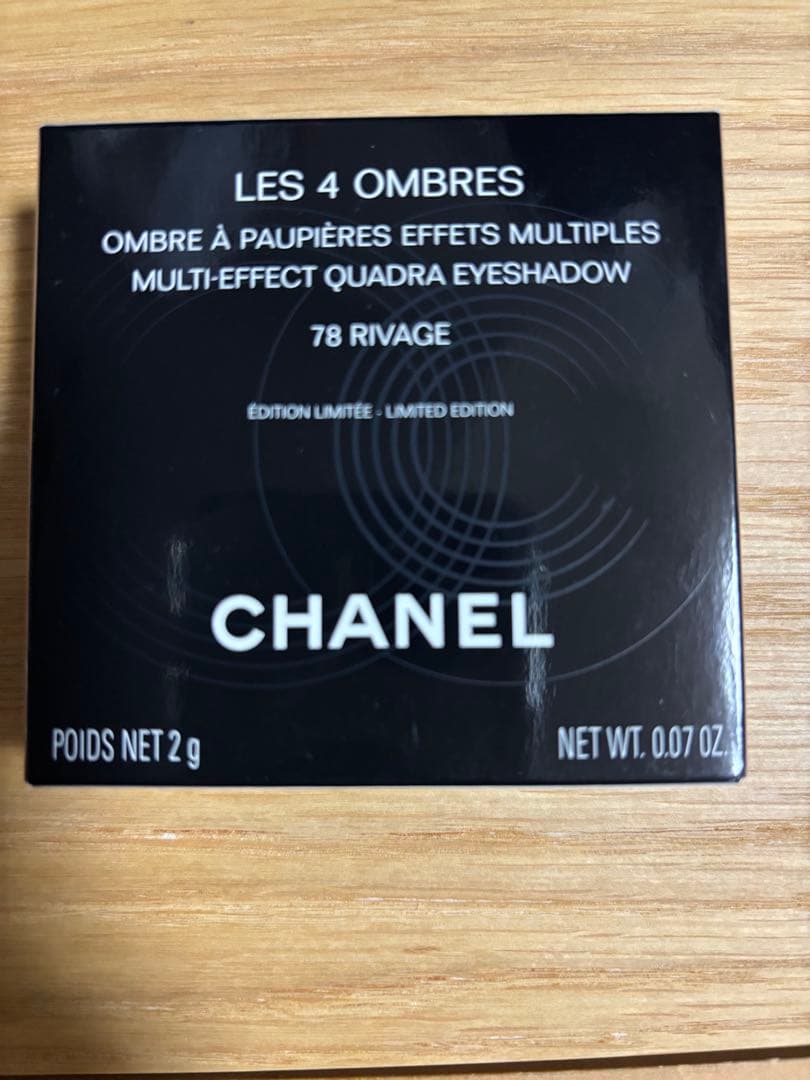 LES 4 OMBRES
OMBRE À PAUPIÈRES EFFETS MULTIPLES
MULTI-EFFECT QUADRA EYESHADOW
78 RIVAGE
ÉDITION LIMITÉE - LIMITED EDITION
CHANEL
POIDS NET 2 g
NET WT. 0.07 OZ.